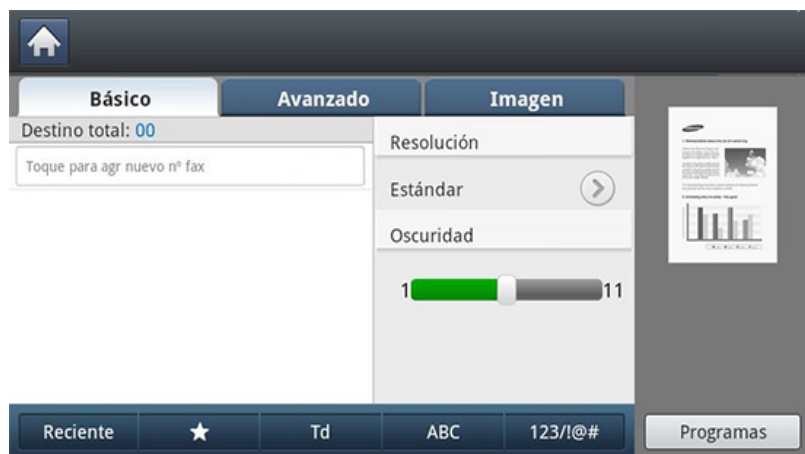 Básico
Avanzado
Imagen
Destino total: 00
Toque para agr nuevo nº fax
Resolución
Estándar
Oscuridad
1 11
Reciente
Td
ABC
123/!@#
Programas